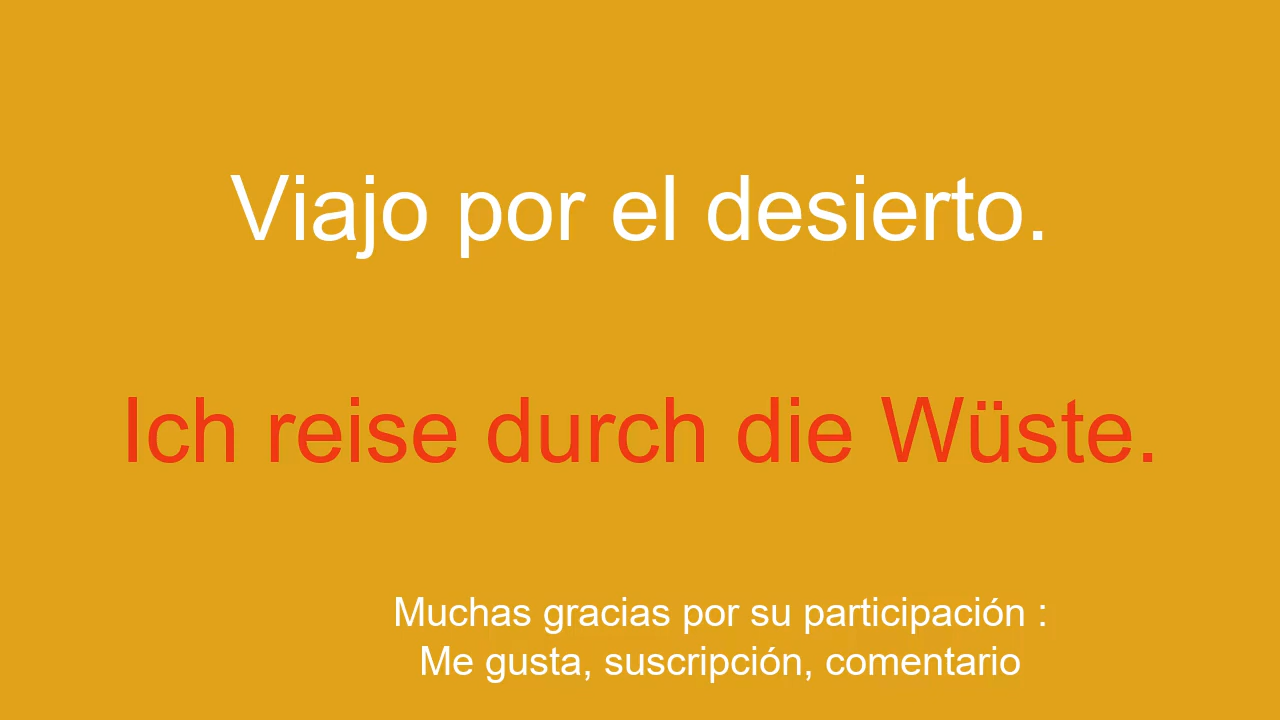 Viajo por el desierto.
Ich reise durch die Wüste.
Muchas gracias por su participación :
Me gusta, suscripción, comentario